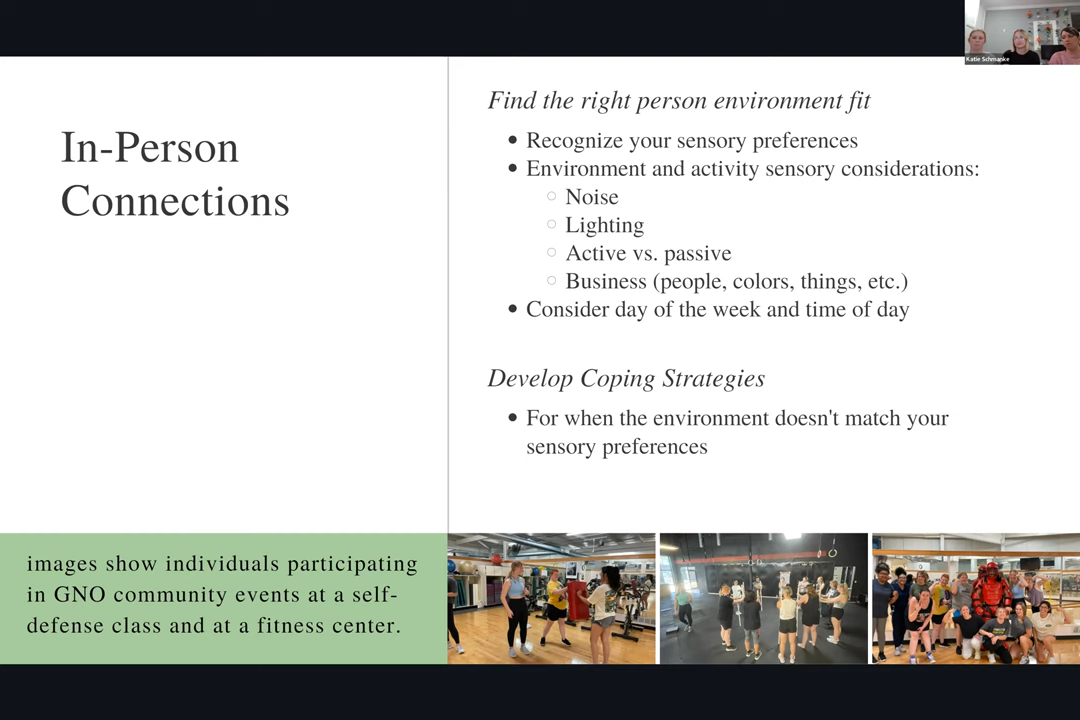 Katie Schmanke
In-Person
Connections
Find the right person environment fit
Recognize your sensory preferences
Environment and activity sensory considerations:
Noise
Lighting
Active vs. passive
Business (people, colors, things, etc.)
Consider day of the week and time of day
Develop Coping Strategies
For when the environment doesn't match your
sensory preferences
images show individuals participating
in GNO community events at a self-
defense class and at a fitness center.